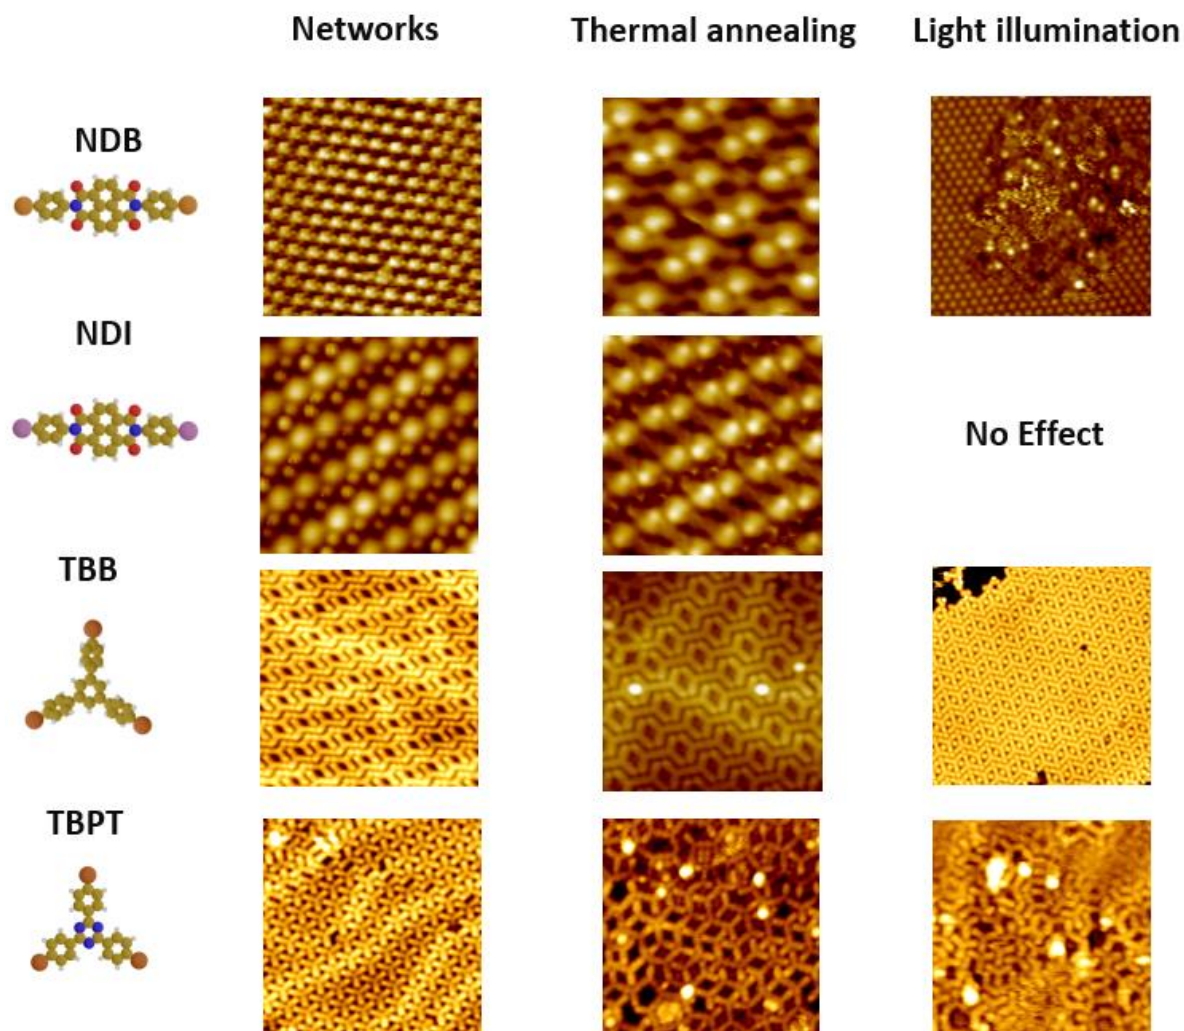 Networks Thermal annealing Light illumination
NDB
NDI
No Effect
TBB
TBPT